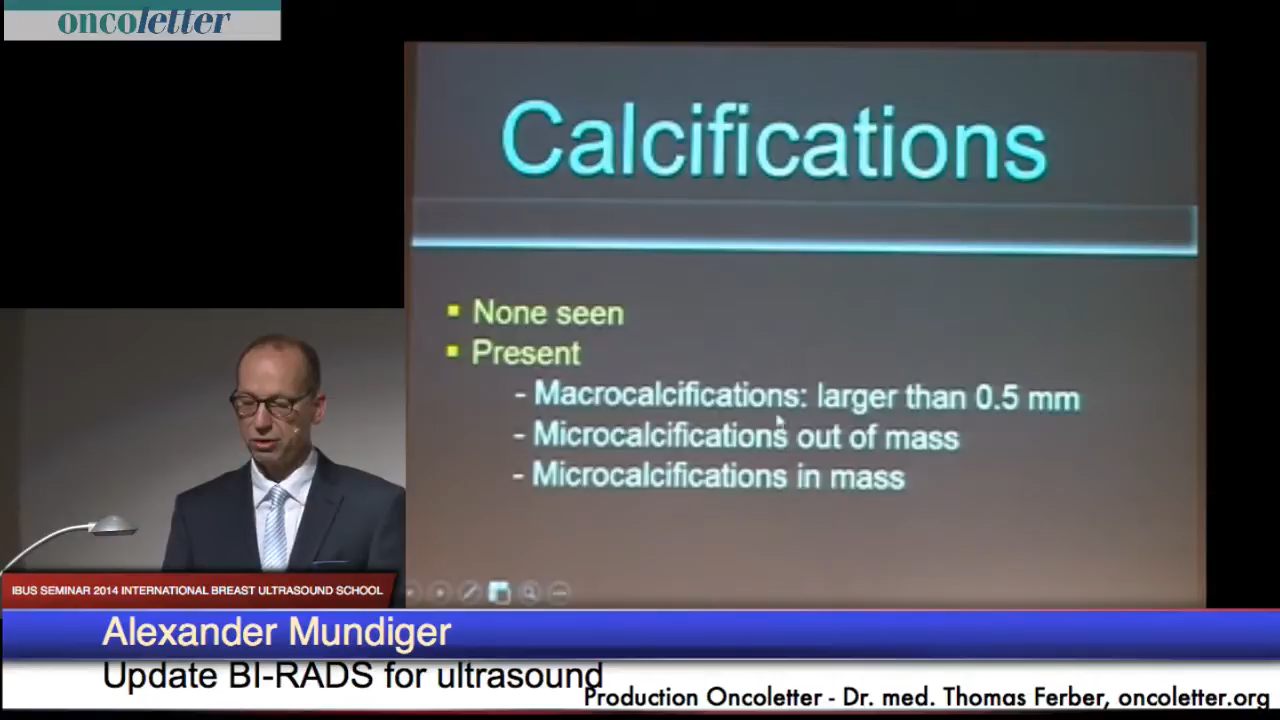 oncoletter
Calcifications
None seen
Present
- Macrocalcifications: larger than 0.5 mm
- Microcalcifications out of mass
- Microcalcifications in mass
IBUS SEMINAR 2014 INTERNATIONAL BREAST ULTRASOUND SCHOOL
Alexander Mundiger
Update BI-RADS for ultrasound
Production Oncoletter - Dr. med. Thomas Ferber, oncoletter.org